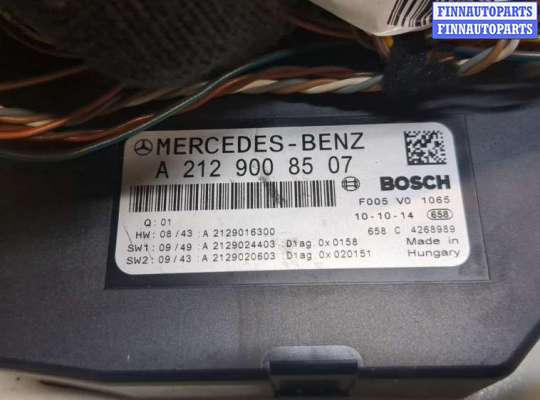 FINNAUTOPARTS
FINNAUTOPARTS
MERCEDES-BENZ
A 212 900 85 07
BOSCH
Q: 01
F005 V0 1065
10-10-14 658
HW: 08/43: A 2129016300
658 C 4268989
SW1: 09/49: A 2129024403: Diag 0x0158
Made in
SW2: 09/43: A 2129020603: Diag 0x020151
Hungary